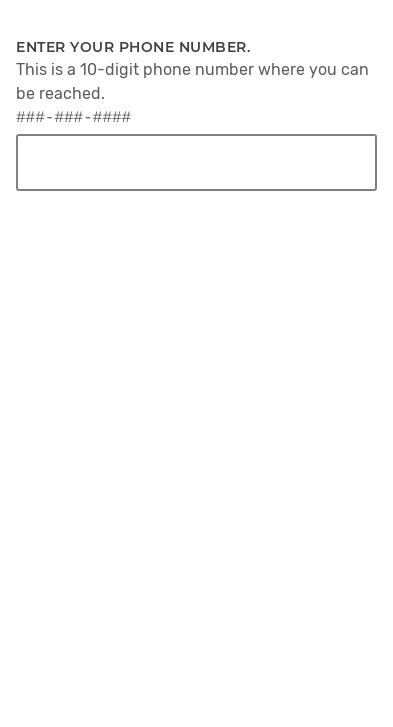 ENTER YOUR PHONE NUMBER.
This is a 10-digit phone number where you can
be reached.
###-###-####